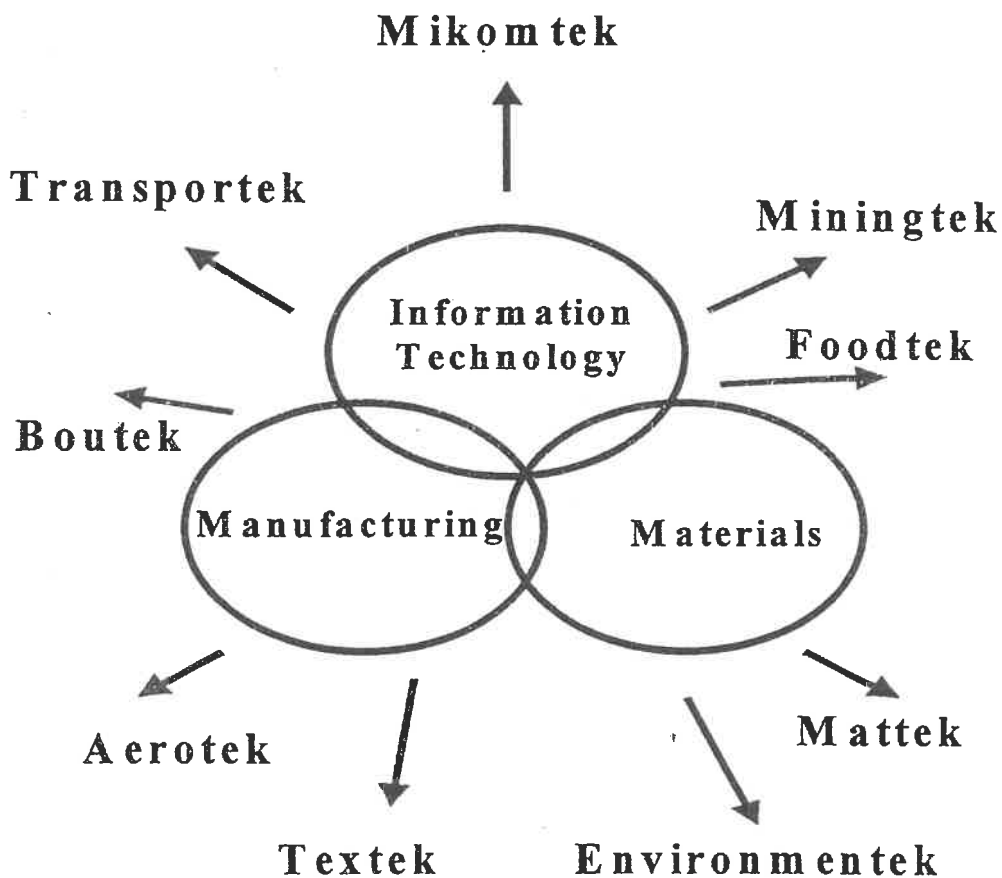 Mikomtek
Transportek
Miningtek
Information
Technology
Foodtek
Boutek
Manufacturing
Materials
Mattek
Aerotek
Textek
Environmentek